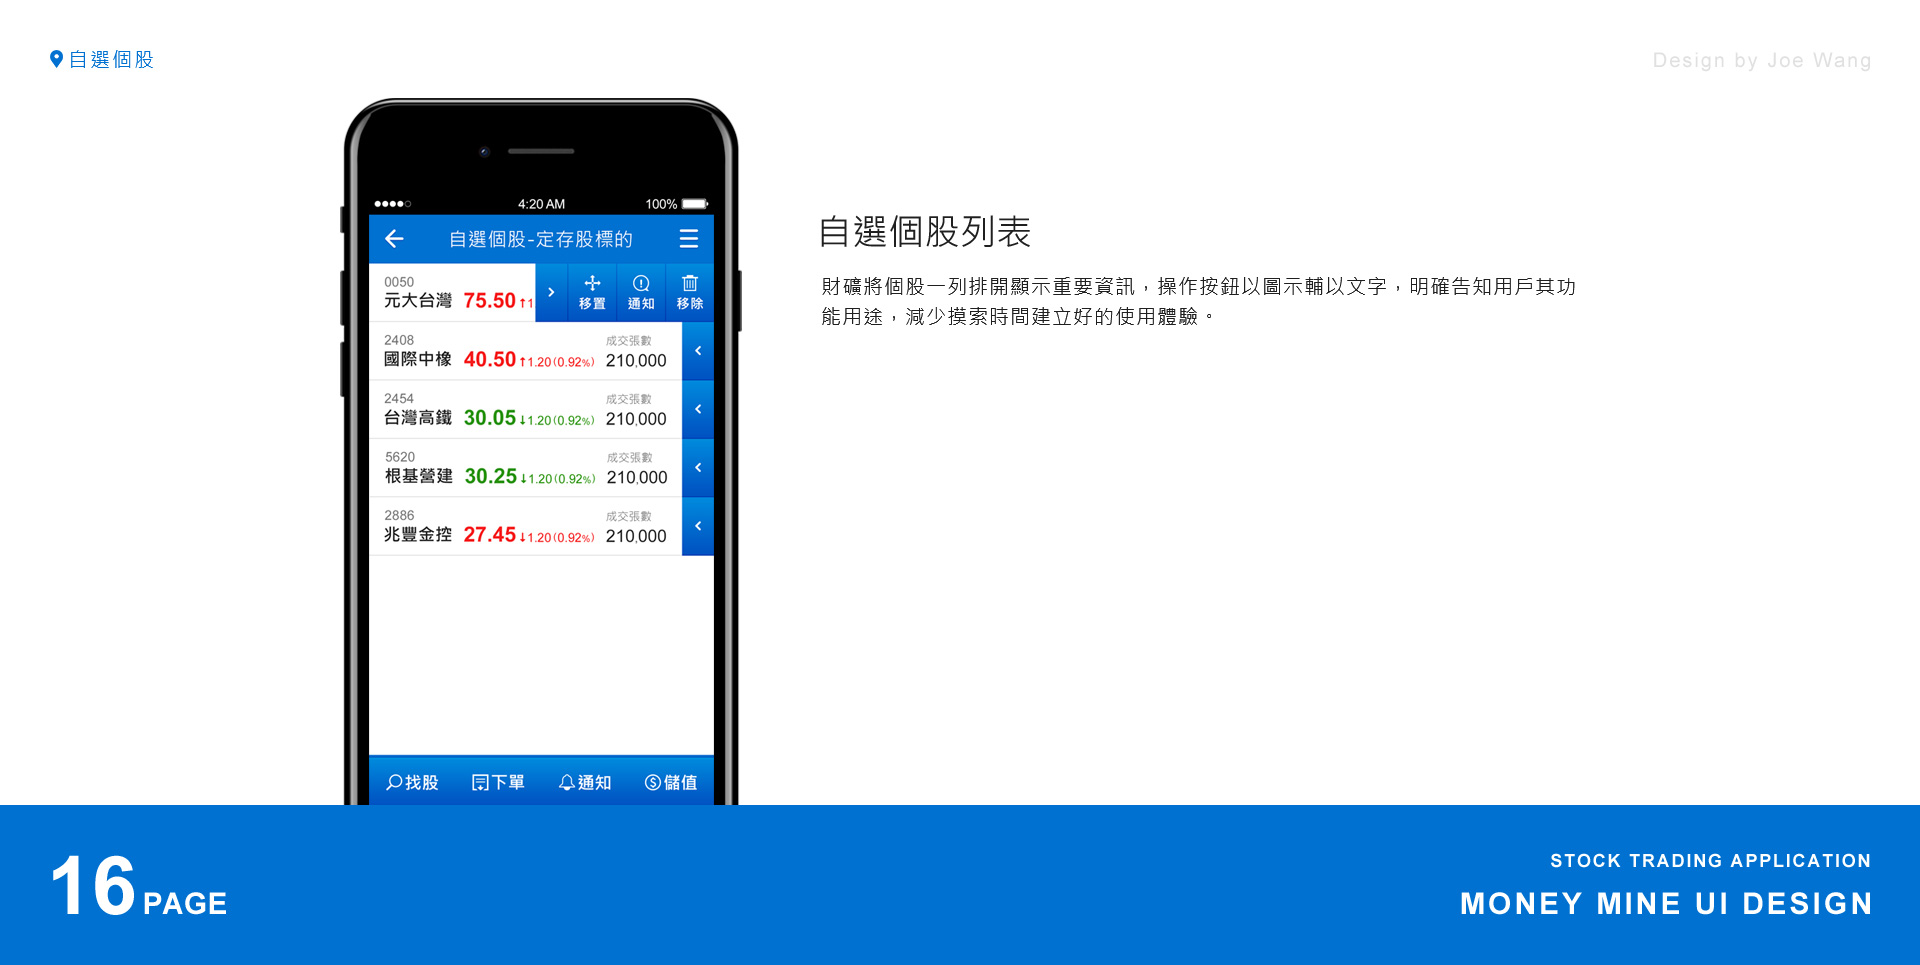 自選個股
Design by Joe Wang
4:20 AM
100%
自選個股-定存股標的
0050
元大台灣 75.50 ↑1
移置 通知 移除
2408 成交張數
國際中橡 40.50 ↑1.20(0.92%) 210,000
2454 成交張數
台灣高鐵 30.05 ↓1.20(0.92%) 210,000
5620 成交張數
根基營建 30.25 ↓1.20(0.92%) 210,000
2886 成交張數
兆豐金控 27.45 ↓1.20(0.92%) 210,000
找股 下單 通知 儲值
自選個股列表
財礦將個股一列排開顯示重要資訊，操作按鈕以圖示輔以文字，明確告知用戶其功
能用途，減少摸索時間建立好的使用體驗。
16 PAGE
STOCK TRADING APPLICATION
MONEY MINE UI DESIGN